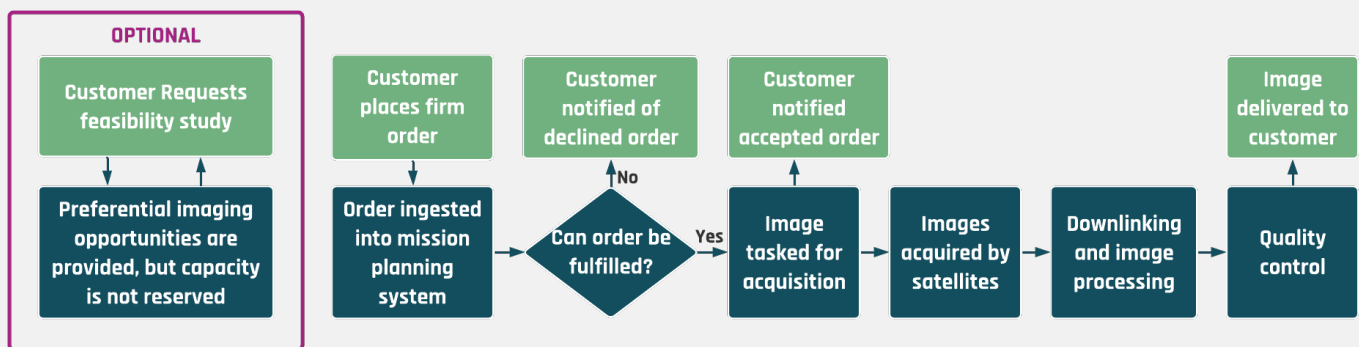 OPTIONAL
Customer Requests
feasibility study
Preferential imaging
opportunities are
provided, but capacity
is not reserved
Customer
places firm
order
Order ingested
into mission
planning
system
Customer
notified of
declined order
No
Can order be
fulfilled?
Yes
Customer
notified
accepted order
Image
tasked for
acquisition
Images
acquired by
satellites
Downlinking
and image
processing
Image
delivered to
customer
Quality
control